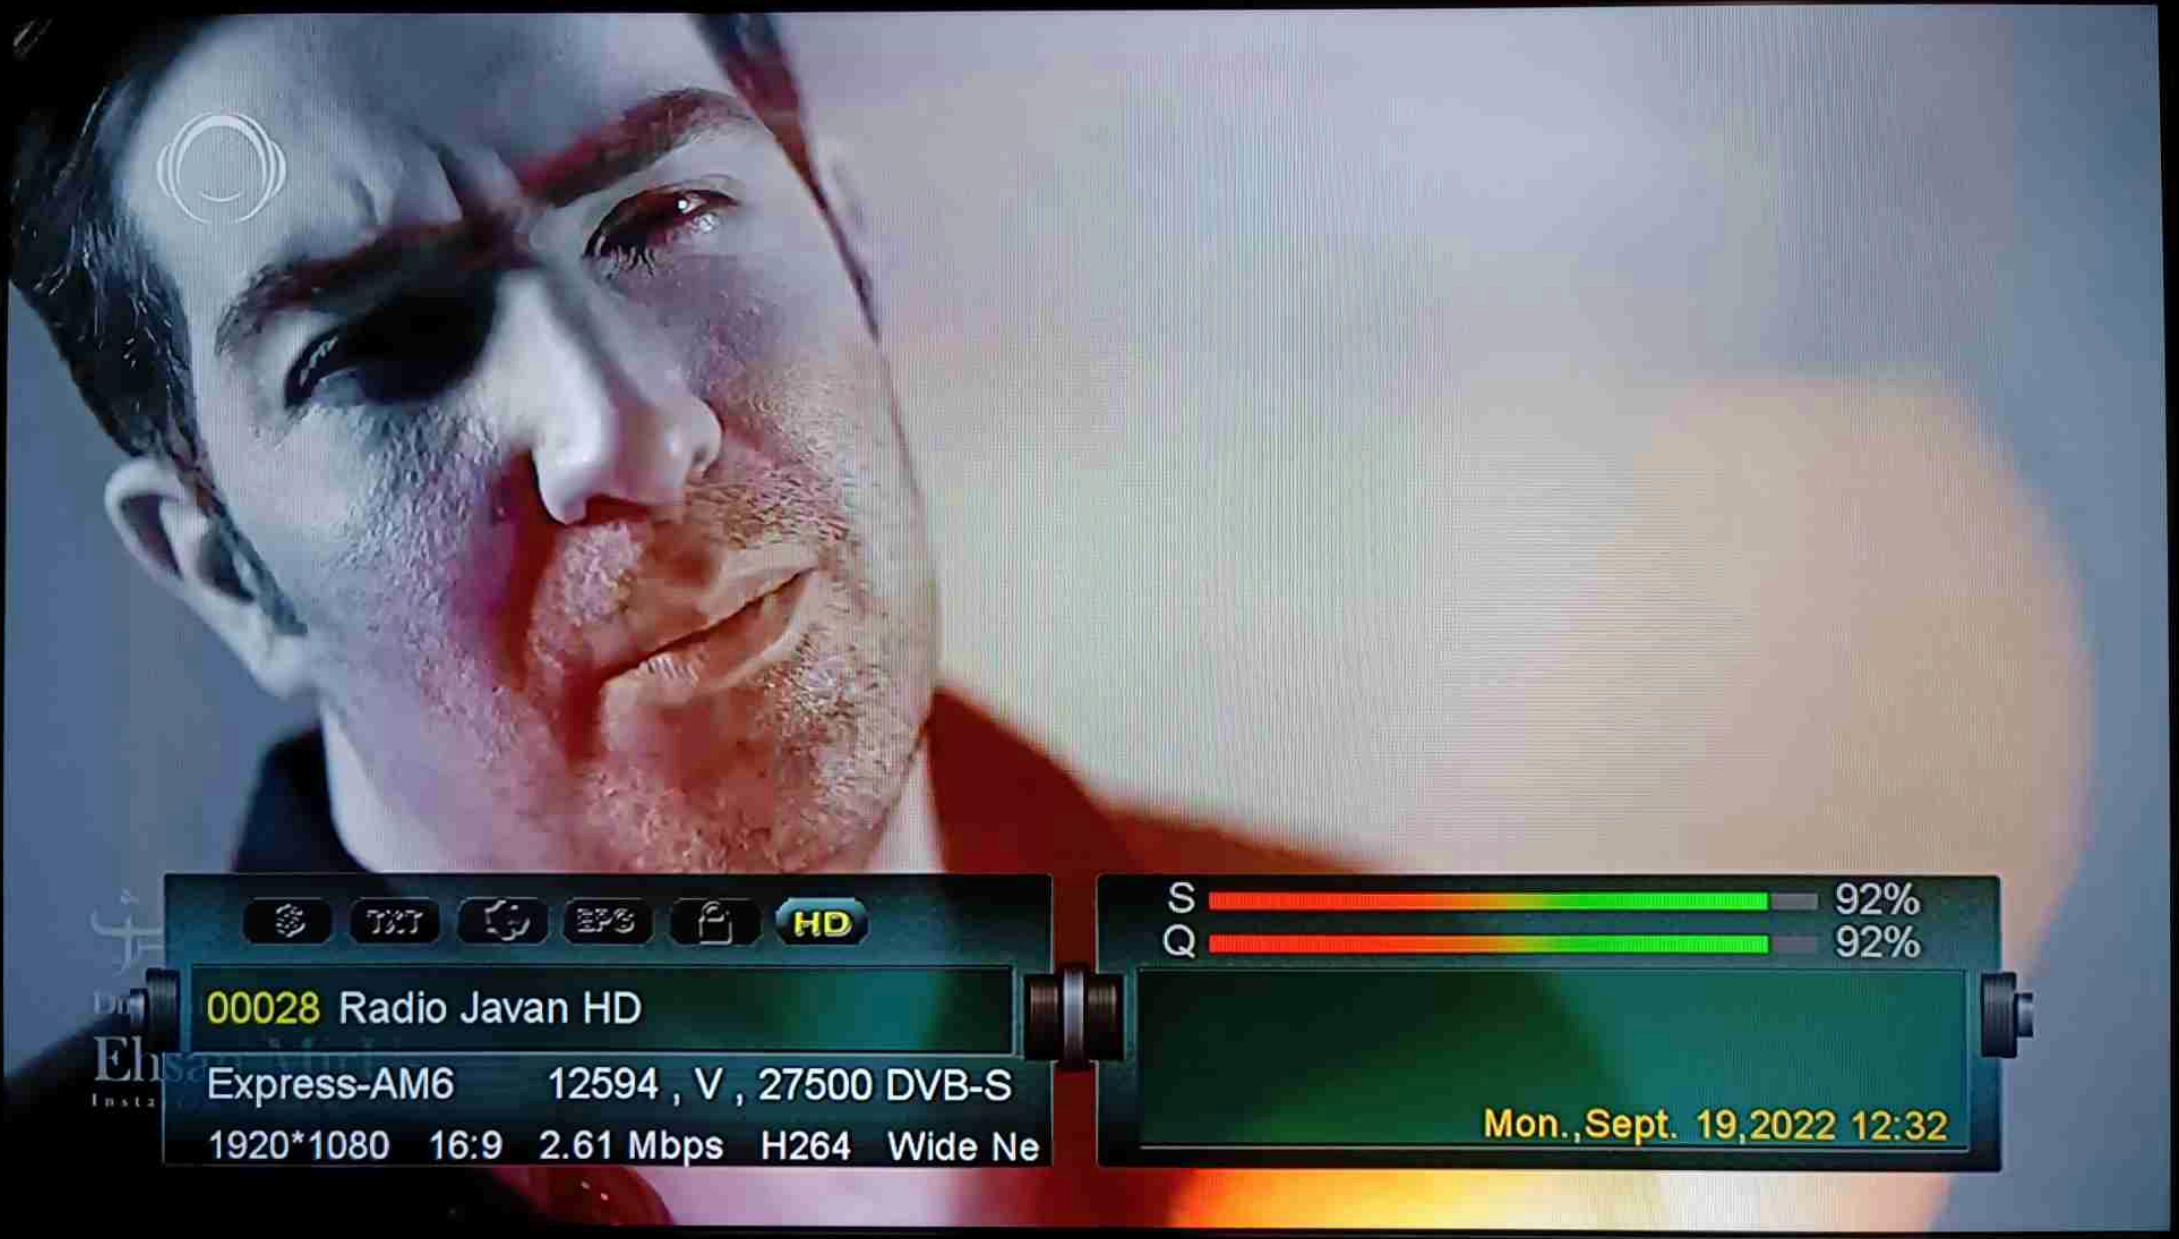 TXT EPG HD
S 92%
Q 92%
00028 Radio Javan HD
Express-AM6 12594 , V , 27500 DVB-S
1920*1080 16:9 2.61 Mbps H264 Wide Ne
Mon.,Sept. 19,2022 12:32